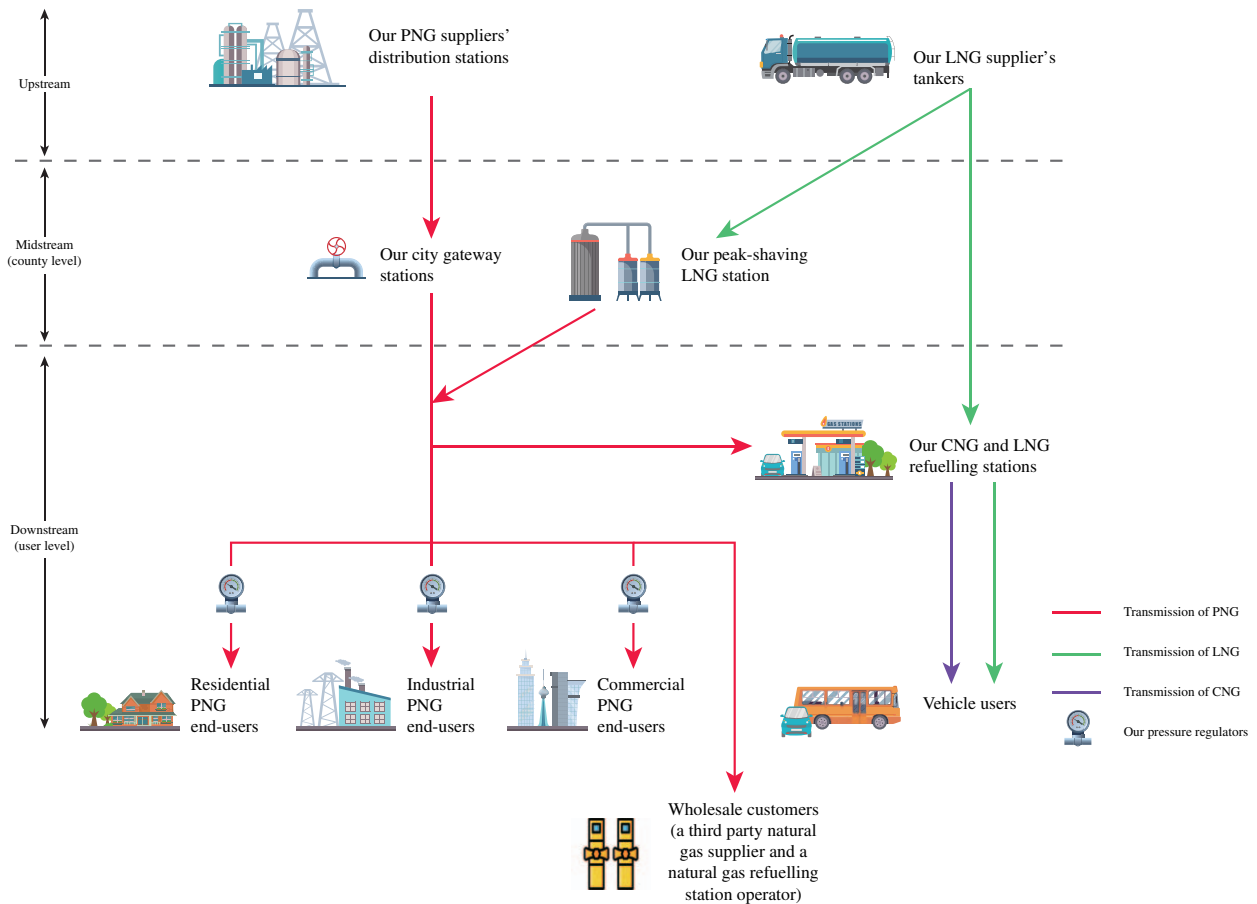 Our PNG suppliers'
distribution stations
Our LNG supplier's
tankers
Upstream
Midstream
(county level)
Our city gateway
stations
Our peak-shaving
LNG station
GAS STATIONS
Our CNG and LNG
refuelling stations
Downstream
(user level)
Residential
PNG
end-users
Industrial
PNG
end-users
Commercial
PNG
end-users
Vehicle users
Transmission of PNG
Transmission of LNG
Transmission of CNG
Our pressure regulators
Wholesale customers
(a third party natural
gas supplier and a
natural gas refuelling
station operator)